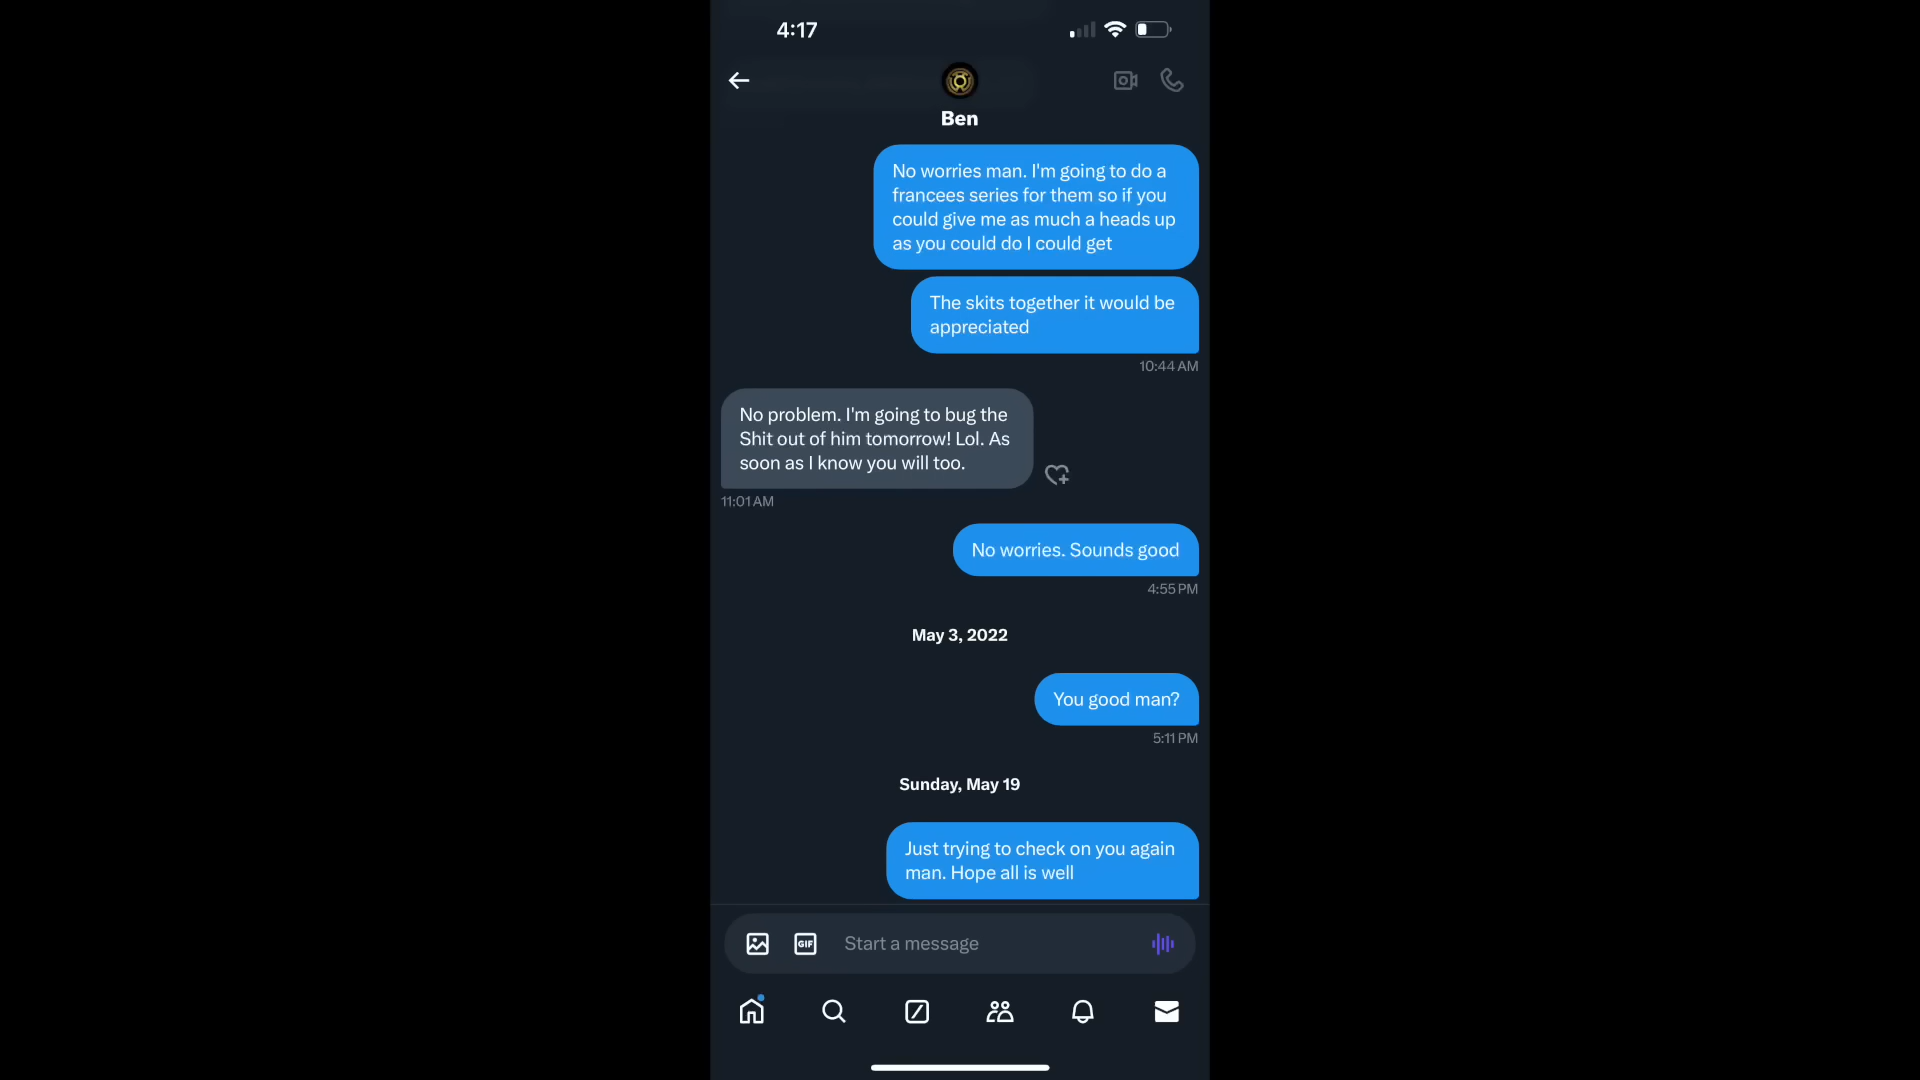 4:17
Ben
No worries man. I'm going to do a
francees series for them so if you
could give me as much a heads up
as you could do I could get
The skits together it would be
appreciated
10:44 AM
No problem. I'm going to bug the
Shit out of him tomorrow! Lol. As
soon as I know you will too.
11:01 AM
No worries. Sounds good
4:55 PM
May 3, 2022
You good man?
5:11 PM
Sunday, May 19
Just trying to check on you again
man. Hope all is well
GIF
Start a message